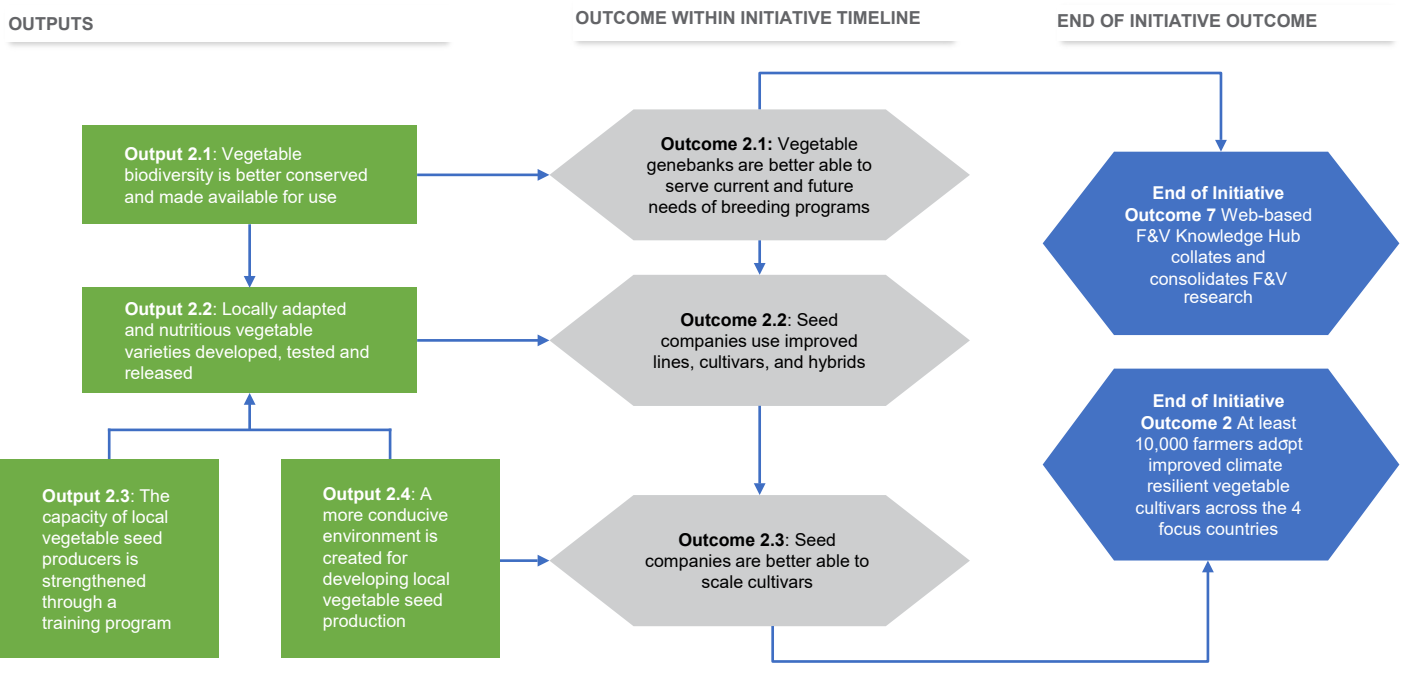 OUTPUTS
OUTCOME WITHIN INITIATIVE TIMELINE
END OF INITIATIVE OUTCOME
Output 2.1: Vegetable
biodiversity is better conserved
and made available for use
Outcome 2.1: Vegetable
genebanks are better able to
serve current and future
needs of breeding programs
End of Initiative
Outcome 7 Web-based
F&V Knowledge Hub
collates and
consolidates F&V
research
Output 2.2: Locally adapted
and nutritious vegetable
varieties developed, tested and
released
Outcome 2.2: Seed
companies use improved
lines, cultivars, and hybrids
End of Initiative
Outcome 2 At least
10,000 farmers adopt
improved climate
resilient vegetable
cultivars across the 4
focus countries
Output 2.3: The
capacity of local
vegetable seed
producers is
strengthened
through a
training program
Output 2.4: A
more conducive
environment is
created for
developing local
vegetable seed
production
Outcome 2.3: Seed
companies are better able to
scale cultivars